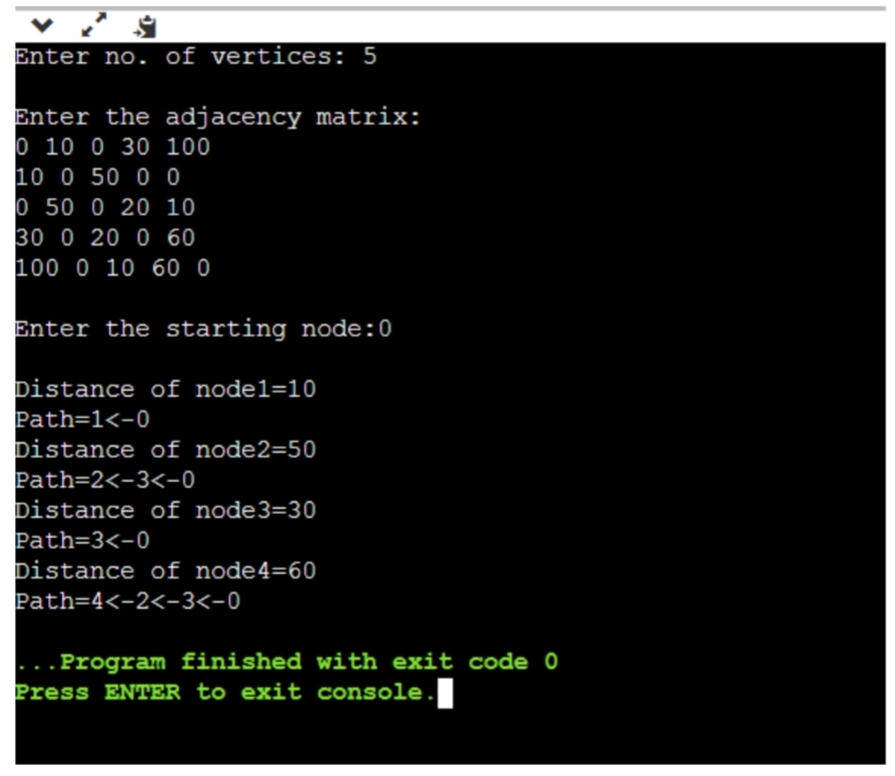 Enter no. of vertices: 5
Enter the adjacency matrix:
0 10 0 30 100
10 0 50 0 0
0 50 0 20 10
30 0 20 0 60
100 0 10 60 0
Enter the starting node:0
Distance of node1=10
Path=1<-0
Distance of node2=50
Path=2<-3<-0
Distance of node3=30
Path=3<-0
Distance of node4=60
Path=4<-2<-3<-0
...Program finished with exit code 0
Press ENTER to exit console.